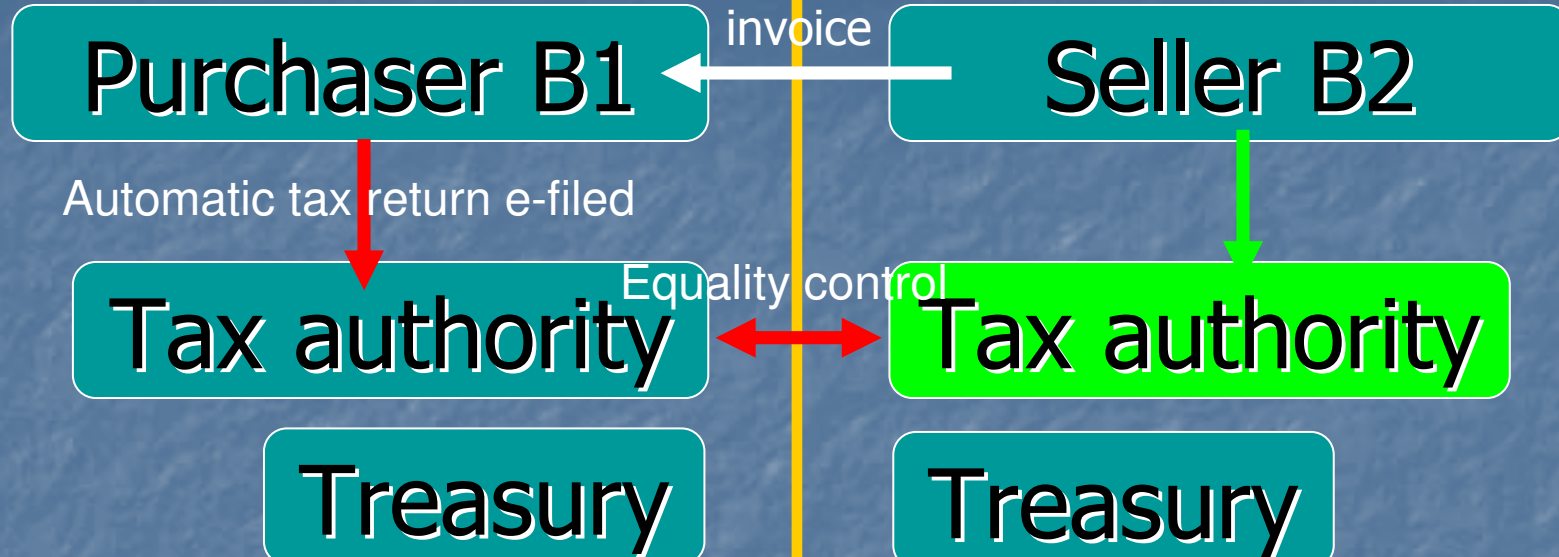 invoice
Purchaser B1
Seller B2
Automatic tax return e-filed
Equality control
Tax authority
Tax authority
Treasury
Treasury